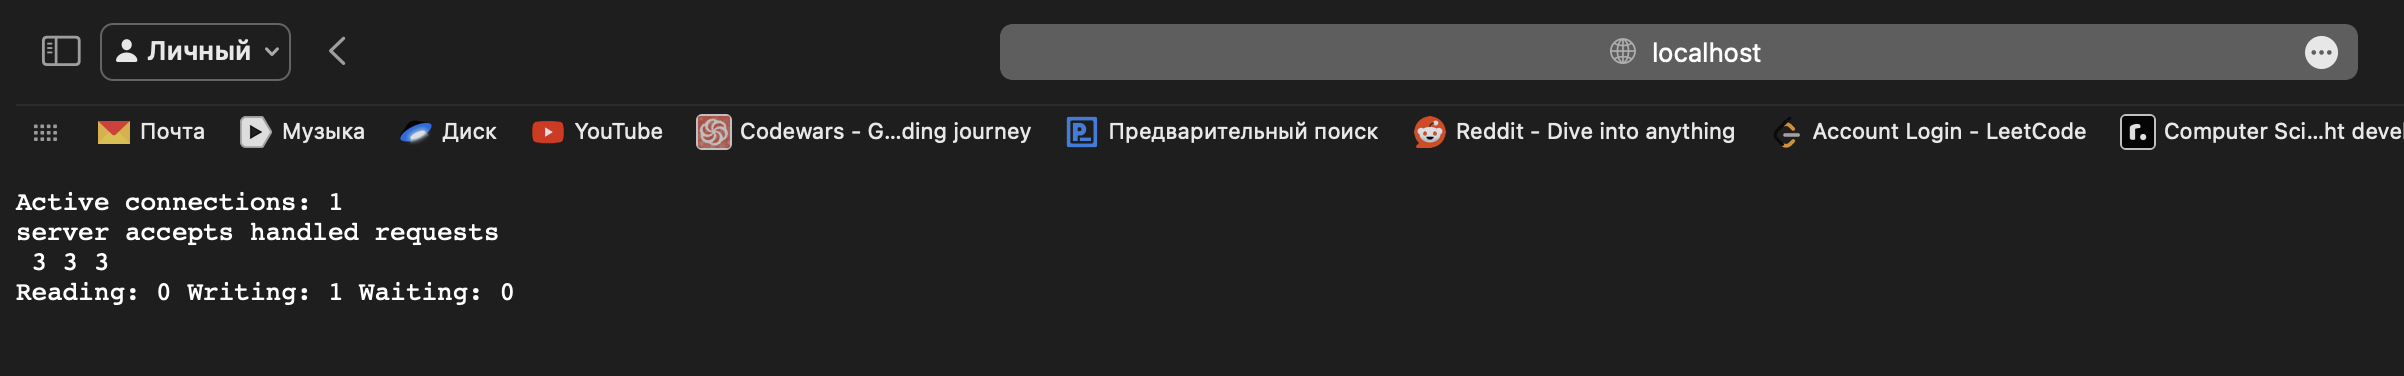 Личный
localhost
Почта Музыка Диск YouTube Codewars - G...ding journey Предварительный поиск Reddit - Dive into anything Account Login - LeetCode Computer Sci...ht deve
Active connections: 1
server accepts handled requests
3 3 3
Reading: 0 Writing: 1 Waiting: 0